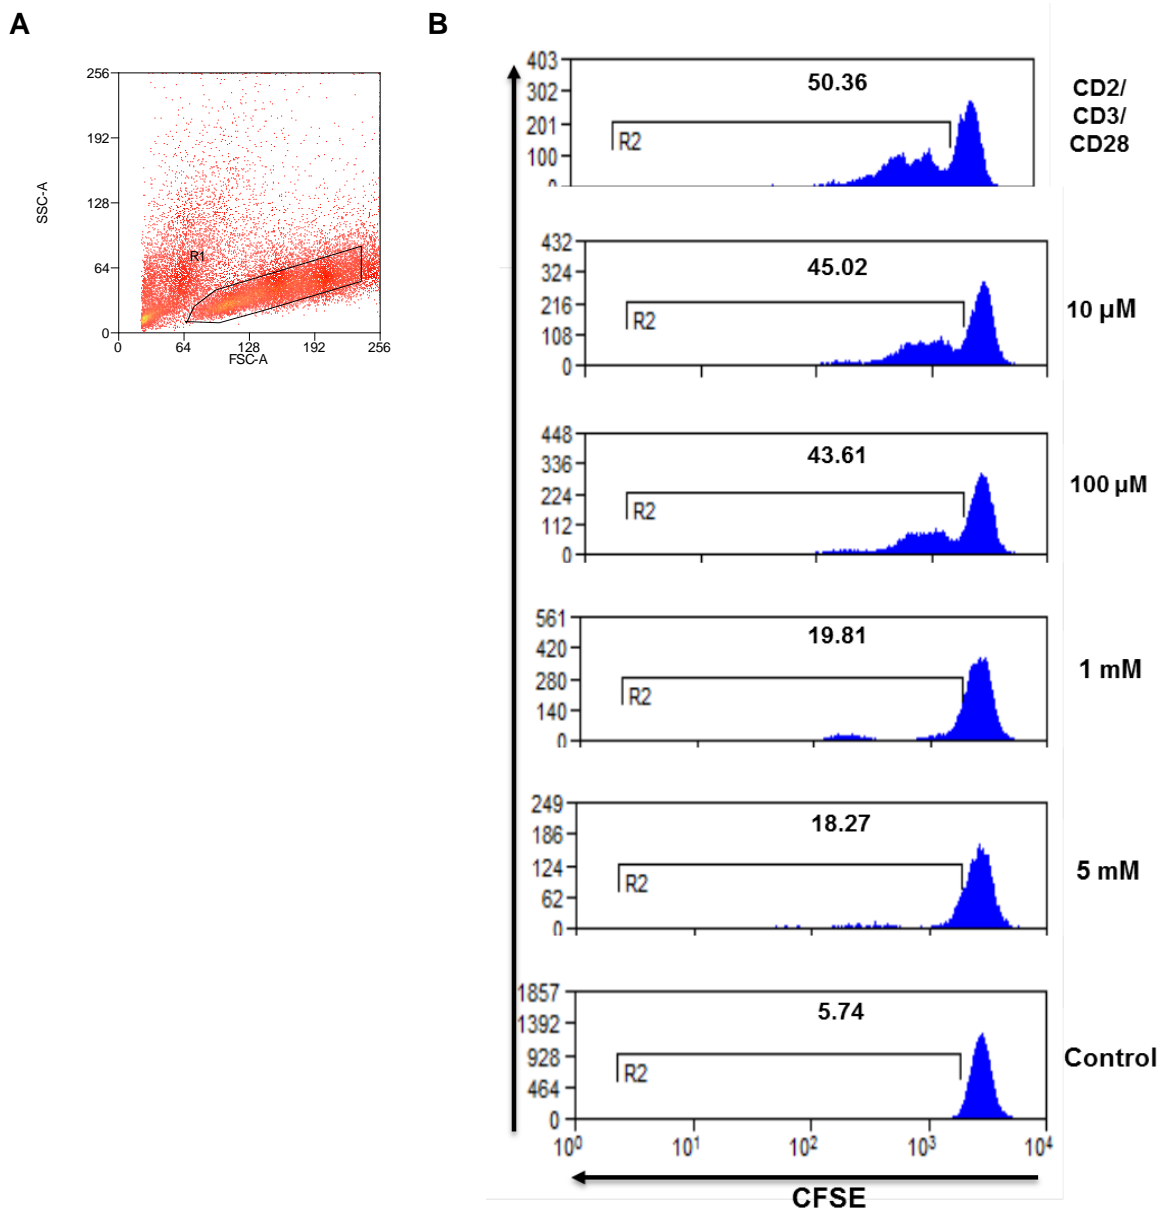 A
B
256
192
128
64
0
SSC-A
R1
0 64 128 192 256
FSC-A
403
302
201
100
0
50.36
R2
CD2/
CD3/
CD28
432
324
216
108
0
45.02
R2
10 µM
448
336
224
112
0
43.61
R2
100 µM
561
420
280
140
0
19.81
R2
1 mM
249
186
124
62
0
18.27
R2
5 mM
1857
1392
928
464
0
5.74
R2
Control
10⁰ 10¹ 10² 10³ 10⁴
CFSE